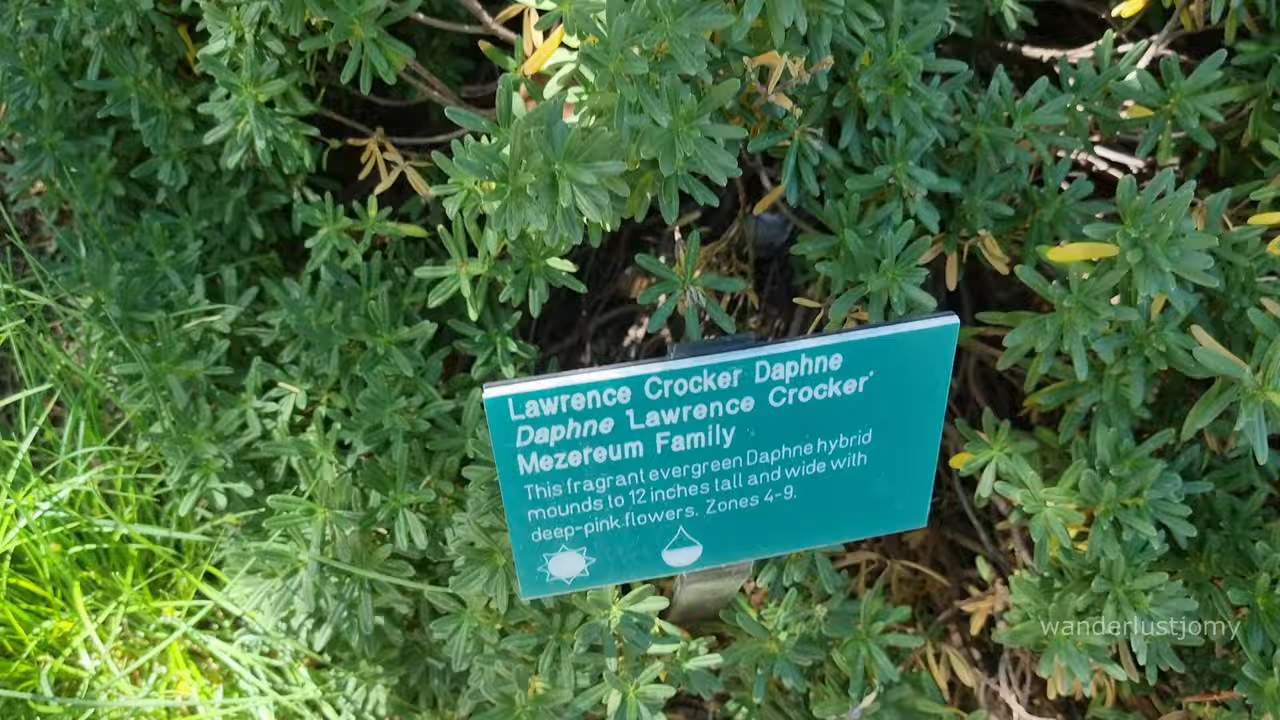 Lawrence Crocker Daphne
Daphne 'Lawrence Crocker'
Mezereum Family
This fragrant evergreen Daphne hybrid
mounds to 12 inches tall and wide with
deep-pink flowers. Zones 4-9.
wanderlustjomy